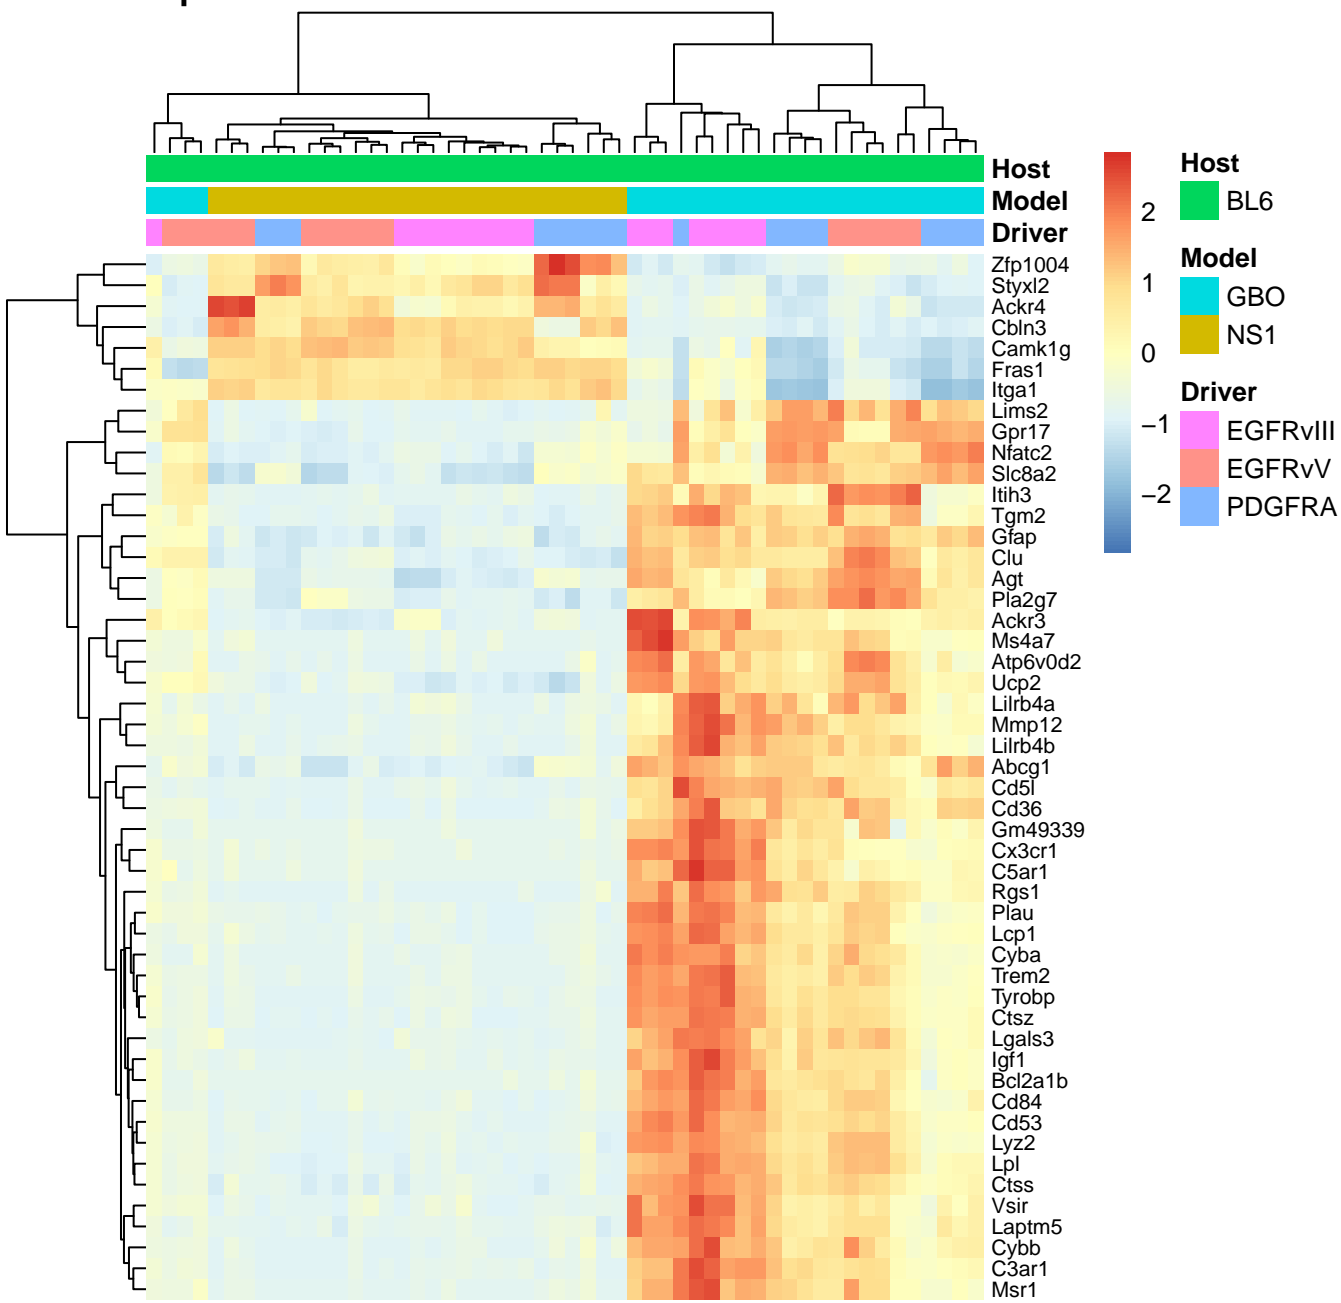 Host
Model
Driver
Zfp1004
Styxl2
Ackr4
Cbln3
Camk1g
Fras1
Itga1
Lims2
Gpr17
Nfatc2
Slc8a2
Itih3
Tgm2
Gfap
Clu
Agt
Pla2g7
Ackr3
Ms4a7
Atp6v0d2
Ucp2
Lilrb4a
Mmp12
Lilrb4b
Abcg1
Cd5l
Cd36
Gm49339
Cx3cr1
C5ar1
Rgs1
Plau
Lcp1
Cyba
Trem2
Tyrobp
Ctsz
Lgals3
Igf1
Bcl2a1b
Cd84
Cd53
Lyz2
Lpl
Ctss
Vsir
Laptm5
Cybb
C3ar1
Msr1
2
1
0
−1
−2
Host
BL6
Model
GBO
NS1
Driver
EGFRvIII
EGFRvV
PDGFRA